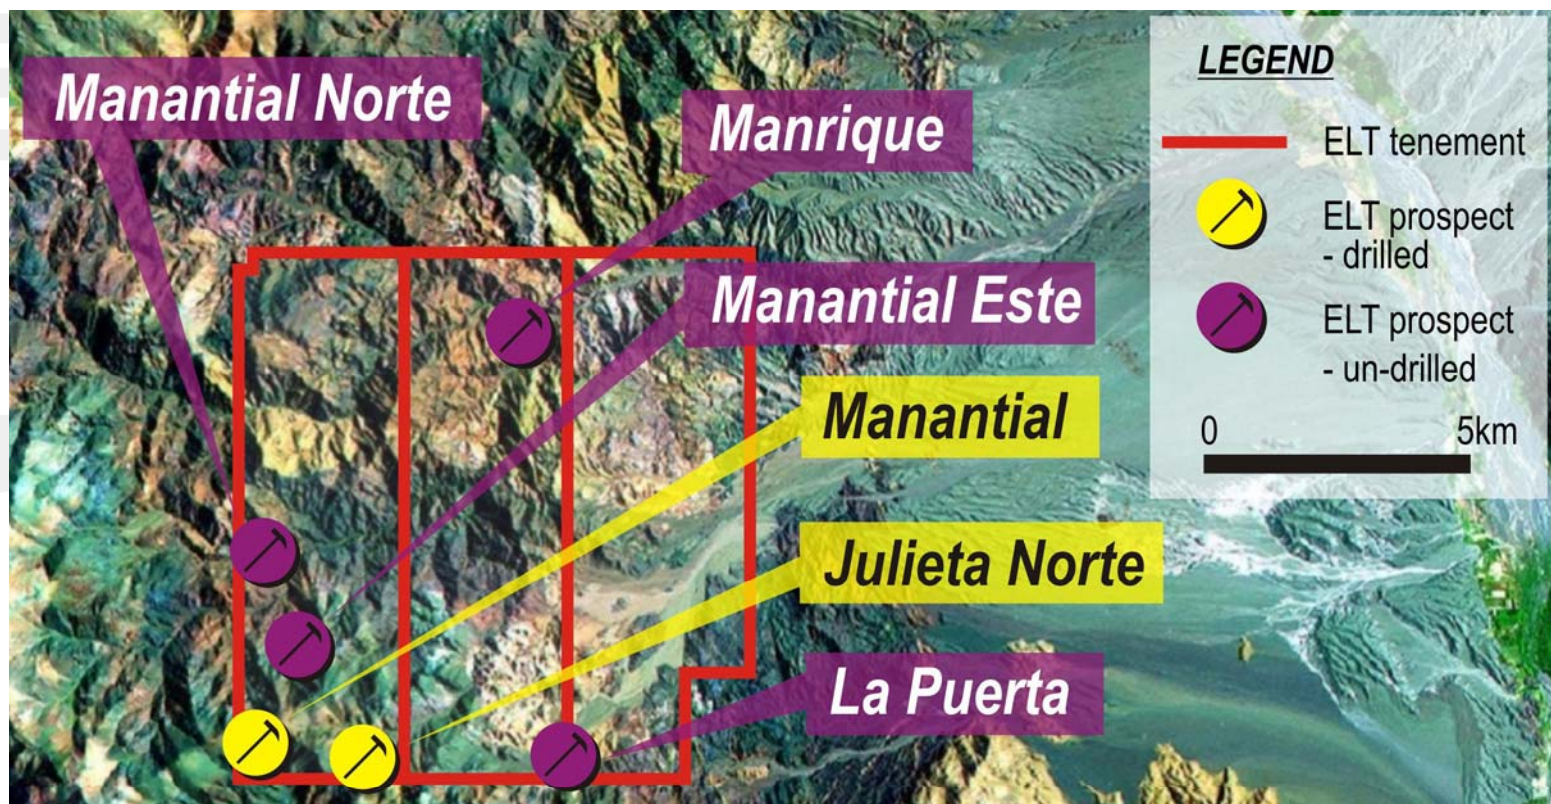 Manantial Norte
Manrique
Manantial Este
Manantial
Julieta Norte
La Puerta
LEGEND
ELT tenement
ELT prospect
- drilled
ELT prospect
- un-drilled
0 5km